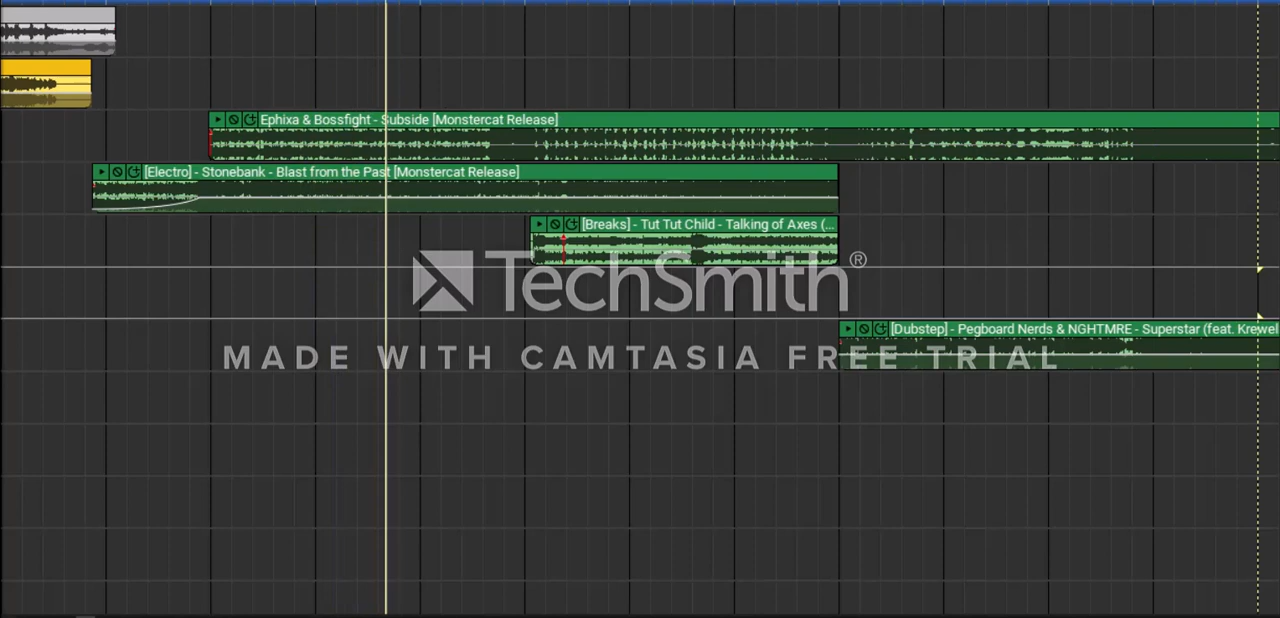 Ephixa & Bossfight - Subside [Monstercat Release]
[Electro] - Stonebank - Blast from the Past [Monstercat Release]
[Breaks] - Tut Tut Child - Talking of Axes (...
TechSmith®
[Dubstep] - Pegboard Nerds & NGHTMRE - Superstar (feat. Krewel
MADE WITH CAMTASIA FREE TRIAL